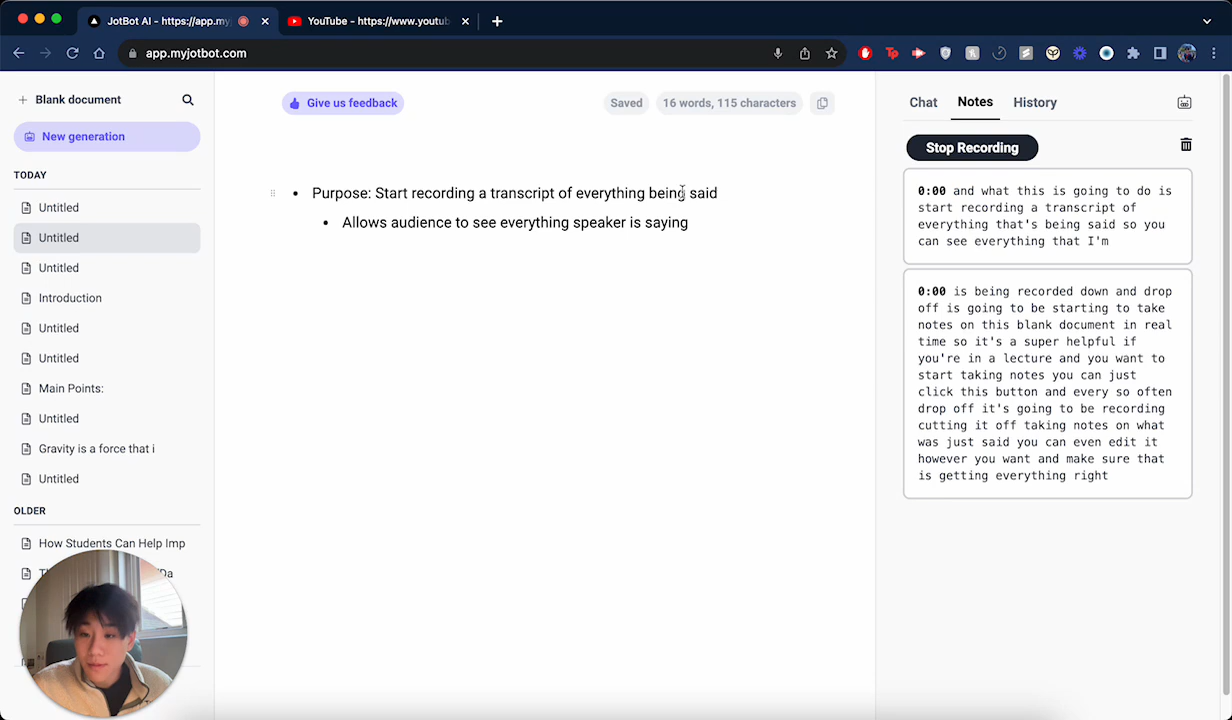 JotBot AI - https://app.my
YouTube - https://www.youtub
app.myjotbot.com
Blank document
New generation
TODAY
Untitled
Untitled
Untitled
Introduction
Untitled
Untitled
Main Points:
Untitled
Gravity is a force that i
Untitled
OLDER
How Students Can Help Imp
Give us feedback
Saved
16 words, 115 characters
• Purpose: Start recording a transcript of everything being said
• Allows audience to see everything speaker is saying
Chat
Notes
History
Stop Recording
0:00 and what this is going to do is
start recording a transcript of
everything that's being said so you
can see everything that I'm
0:00 is being recorded down and drop
off is going to be starting to take
notes on this blank document in real
time so it's a super helpful if
you're in a lecture and you want to
start taking notes you can just
click this button and every so often
drop off it's going to be recording
cutting it off taking notes on what
was just said you can even edit it
however you want and make sure that
is getting everything right